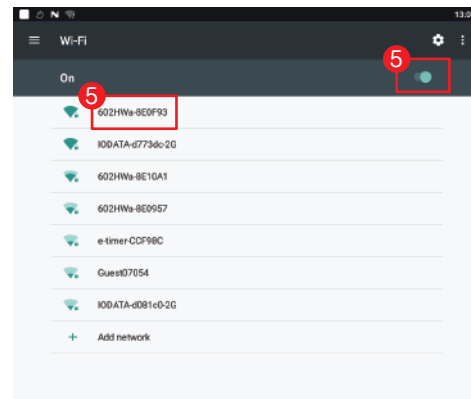 13:0
Wi-Fi
5
On
5
602HWa-8E0F93
IODATA-d773dc-2G
602HWa-8E10A1
602HWa-8E0957
e-timer-CCF98C
Guest07054
IODATA-d081c0-2G
+ Add network